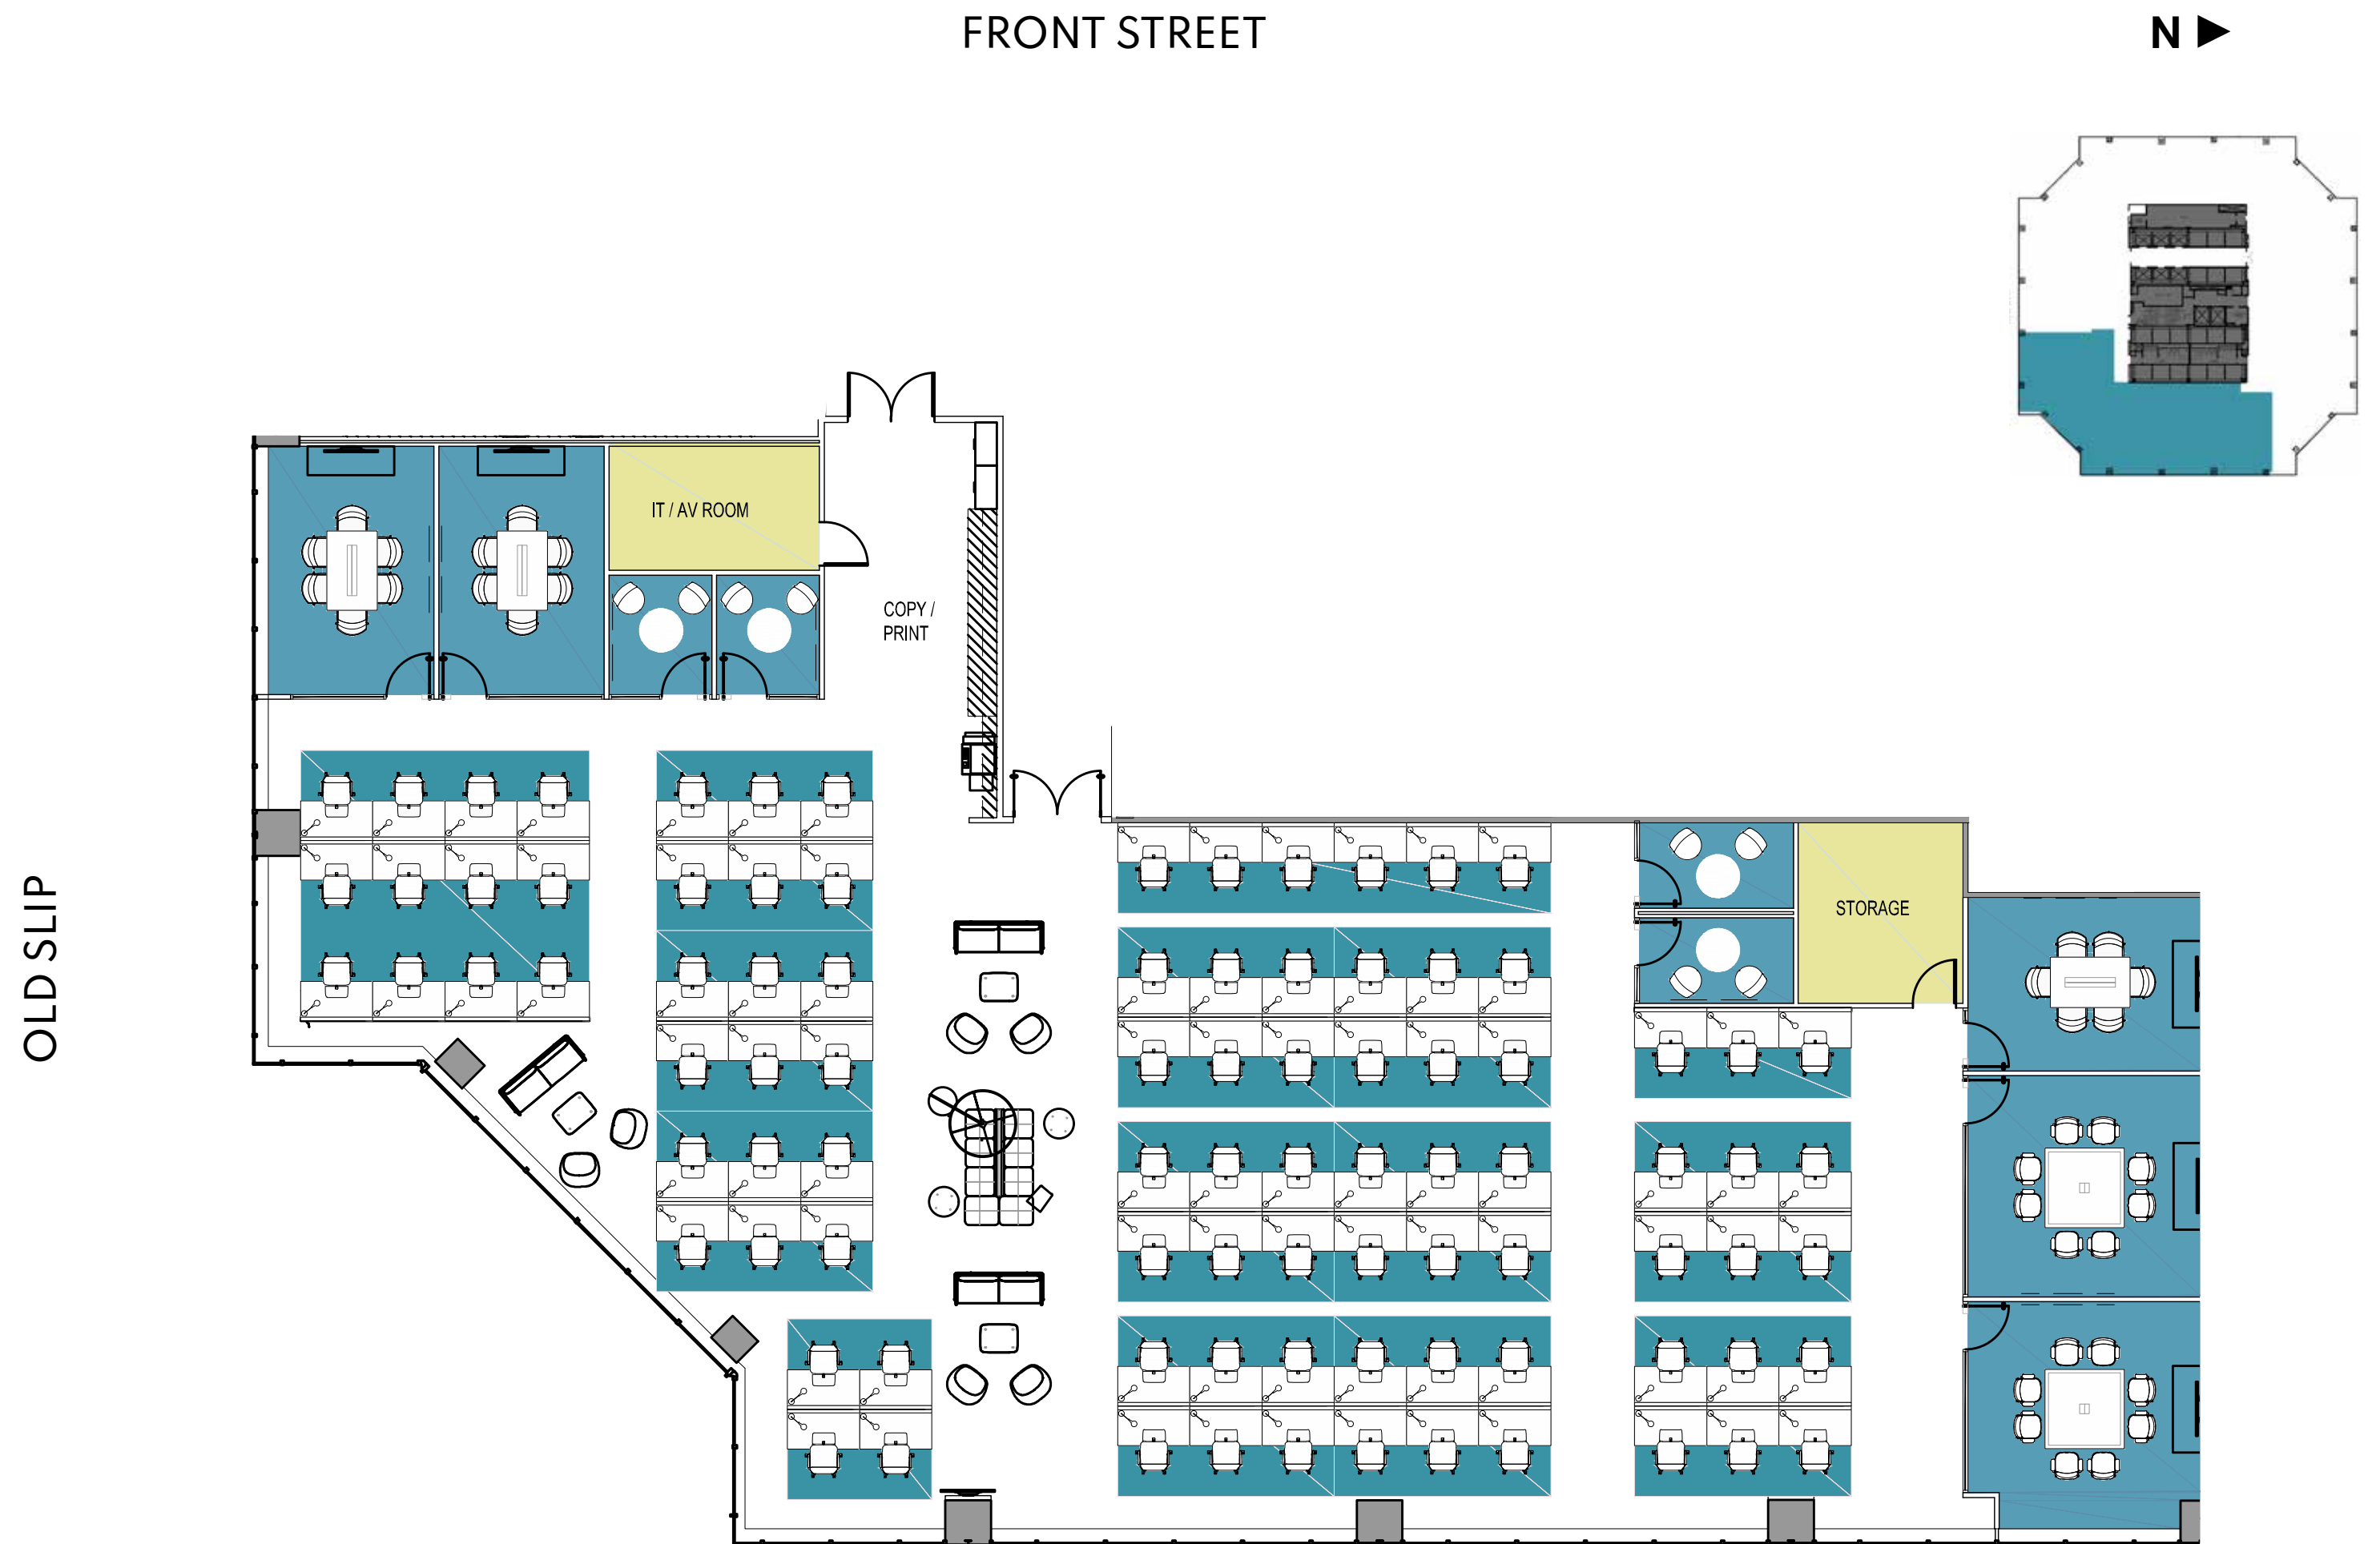 FRONT STREET
N
IT / AV ROOM
COPY /
PRINT
OLD SLIP
STORAGE